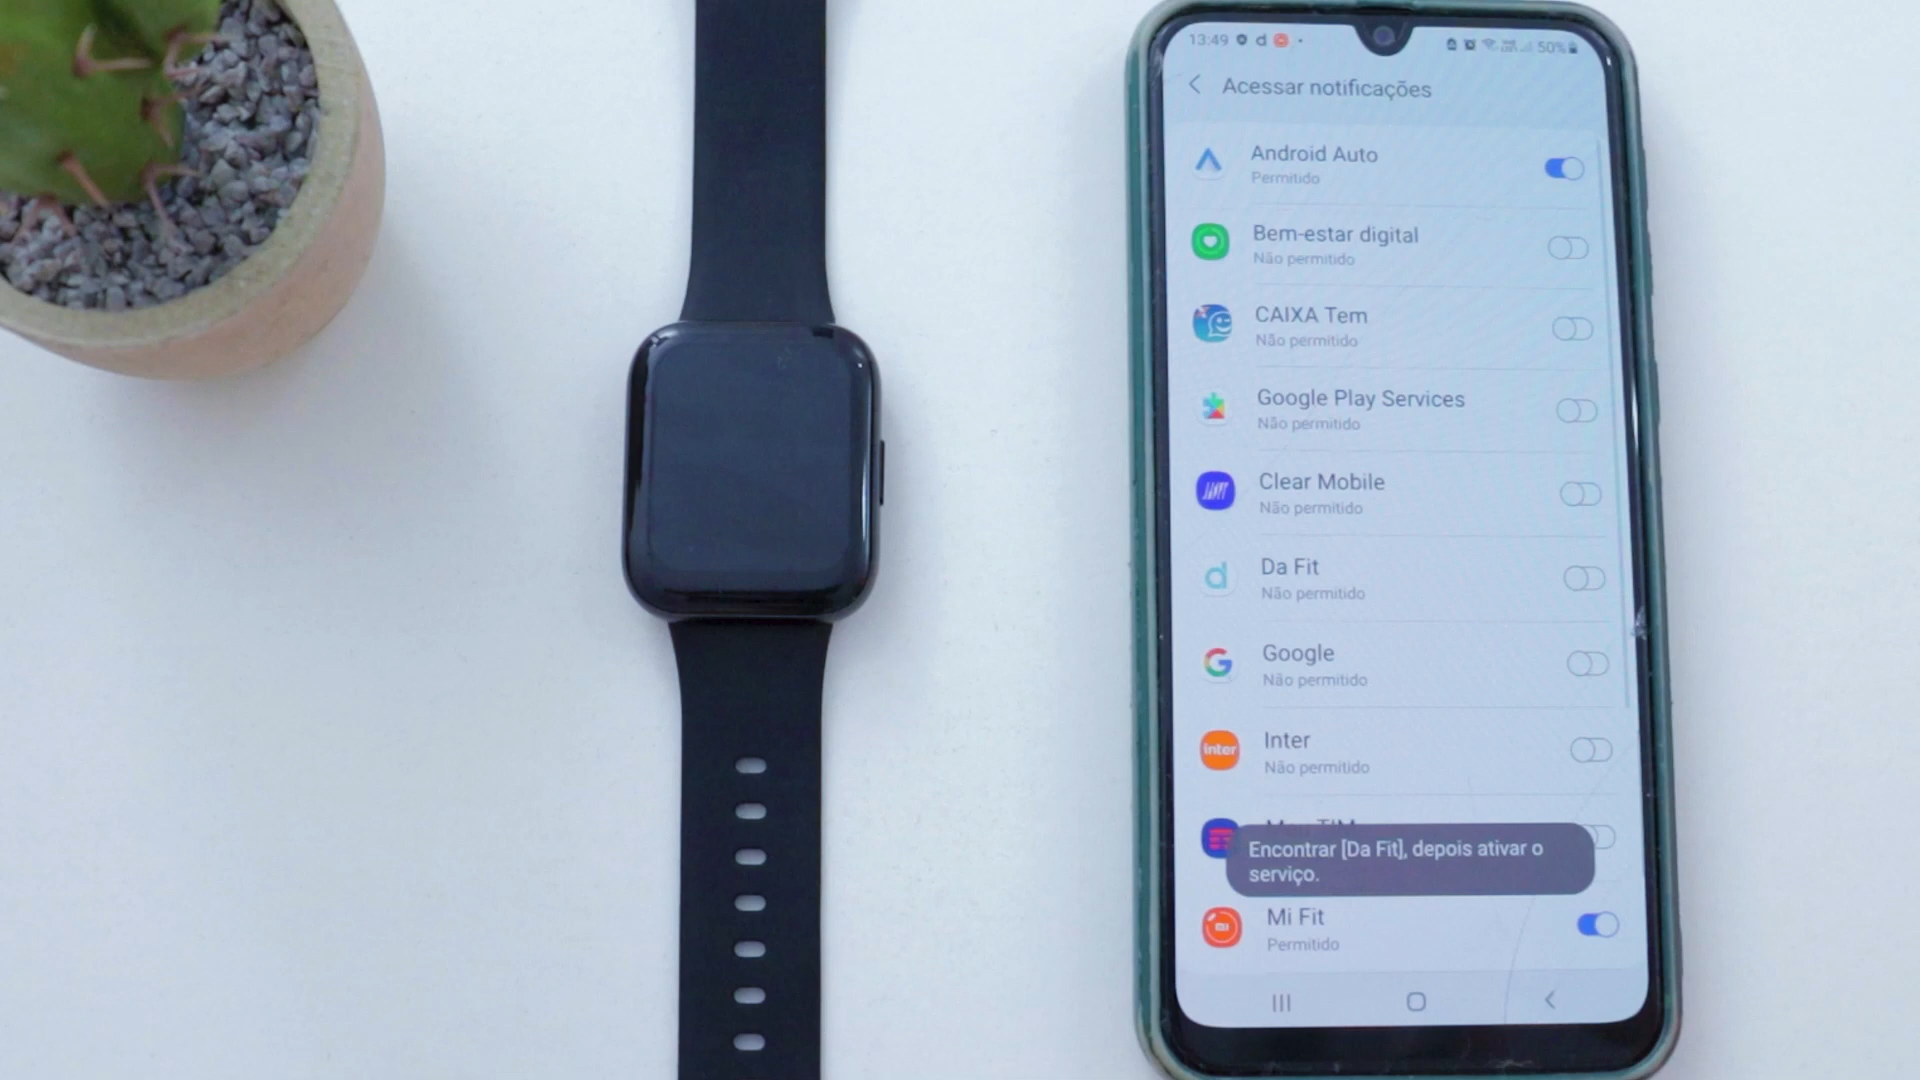 13:49
50%
Acessar notificações
Android Auto
Permitido
Bem-estar digital
Não permitido
CAIXA Tem
Não permitido
Google Play Services
Não permitido
Clear Mobile
Não permitido
Da Fit
Não permitido
Google
Não permitido
inter
Inter
Não permitido
Meu TIM
Encontrar [Da Fit], depois ativar o
serviço.
Mi Fit
Permitido